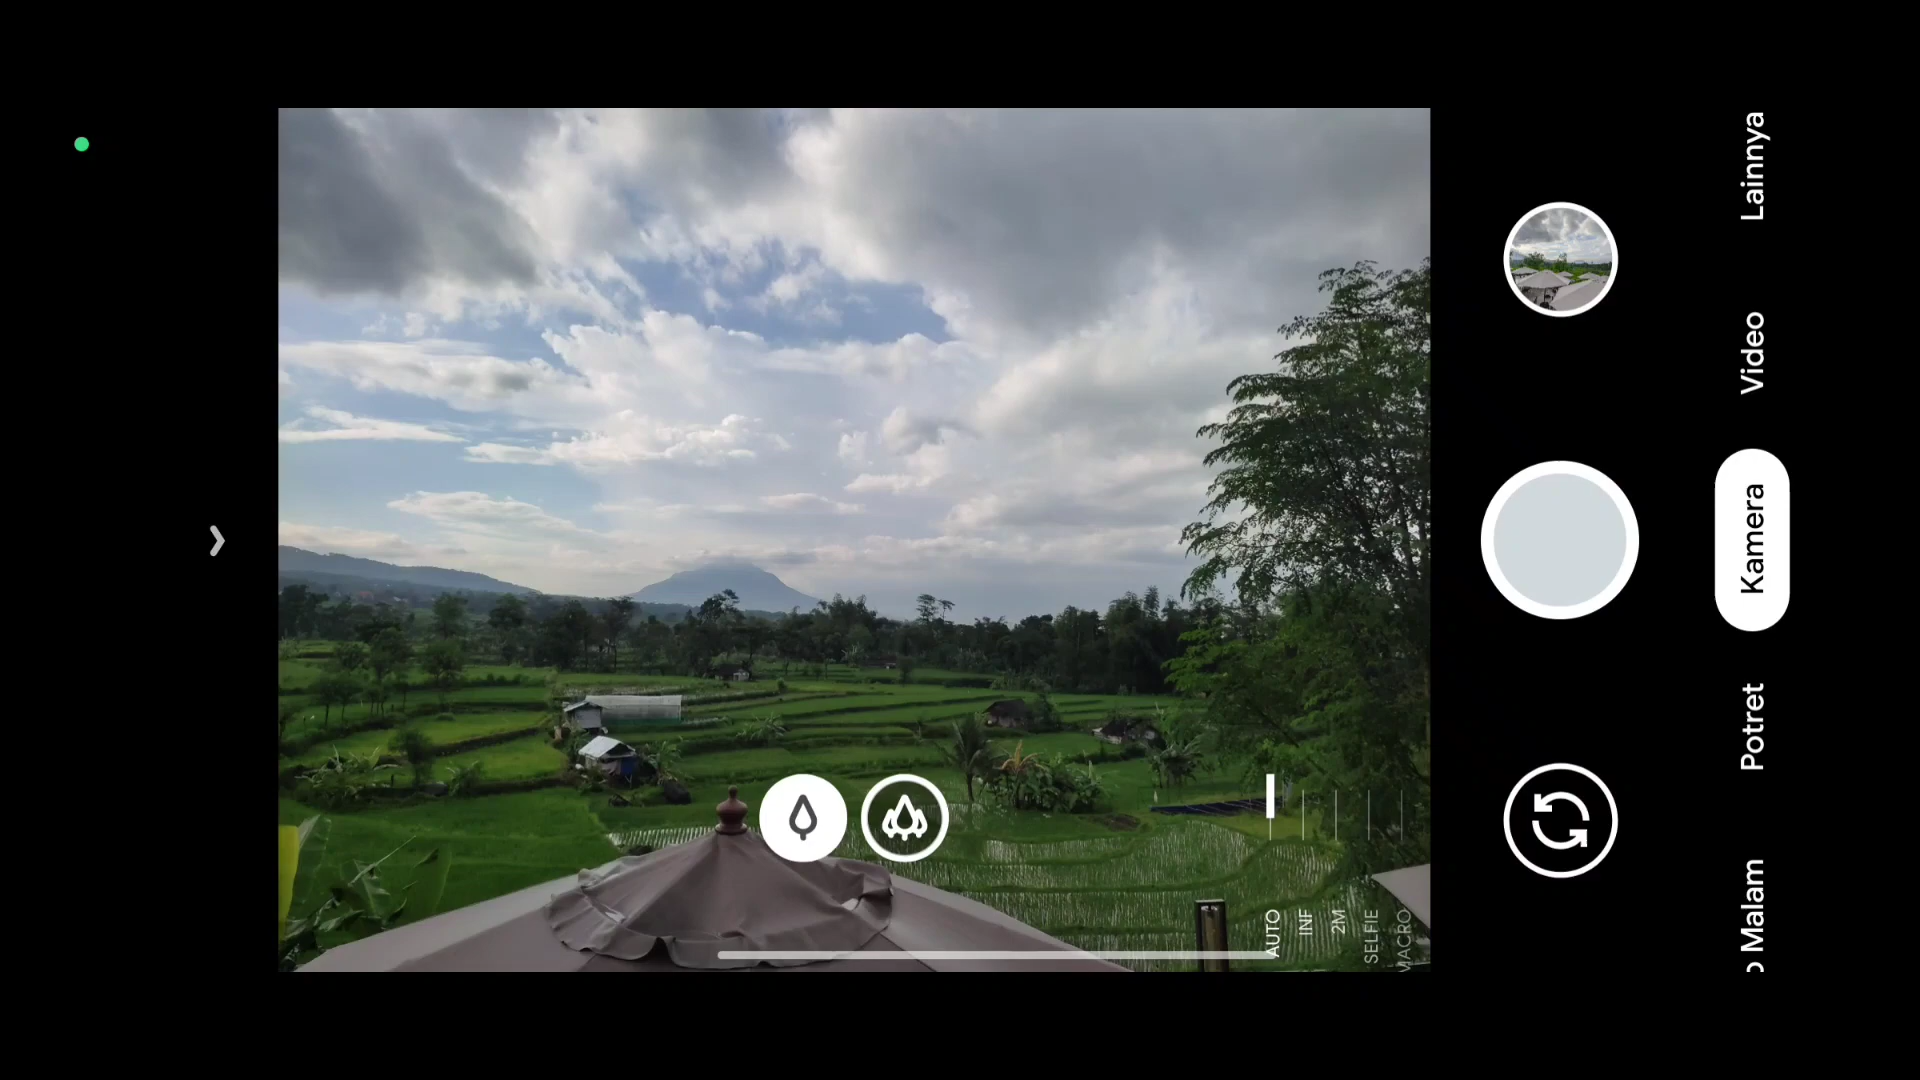 Lainnya
Video
Kamera
Potret
Malam
AUTO
INF
2M
SELFIE
MACRO